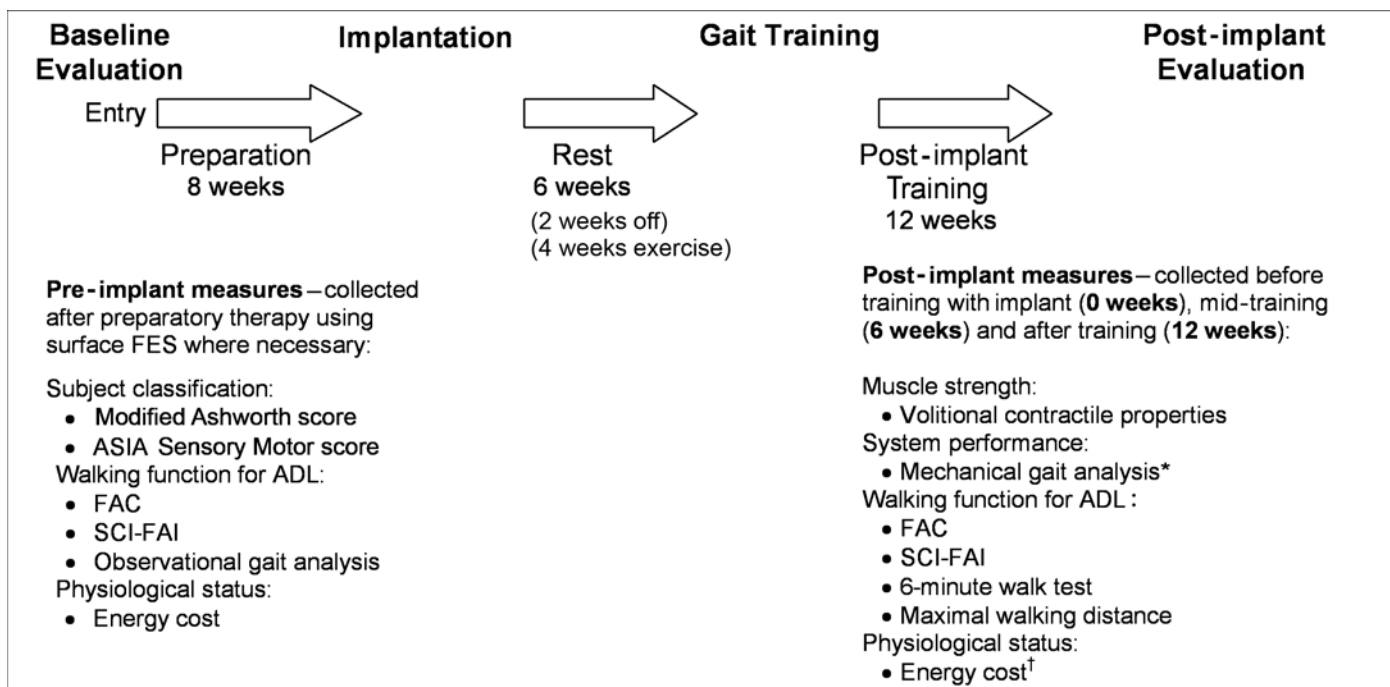 Baseline
Evaluation
Implantation
Gait Training
Post-implant
Evaluation
Entry
Preparation
8 weeks
Rest
6 weeks
(2 weeks off)
(4 weeks exercise)
Post-implant
Training
12 weeks
Pre-implant measures–collected
after preparatory therapy using
surface FES where necessary:
Subject classification:
• Modified Ashworth score
• ASIA Sensory Motor score
Walking function for ADL:
• FAC
• SCI-FAI
• Observational gait analysis
Physiological status:
• Energy cost
Post-implant measures–collected before
training with implant (0 weeks), mid-training
(6 weeks) and after training (12 weeks):
Muscle strength:
• Volitional contractile properties
System performance:
• Mechanical gait analysis*
Walking function for ADL:
• FAC
• SCI-FAI
• 6-minute walk test
• Maximal walking distance
Physiological status:
• Energy cost†